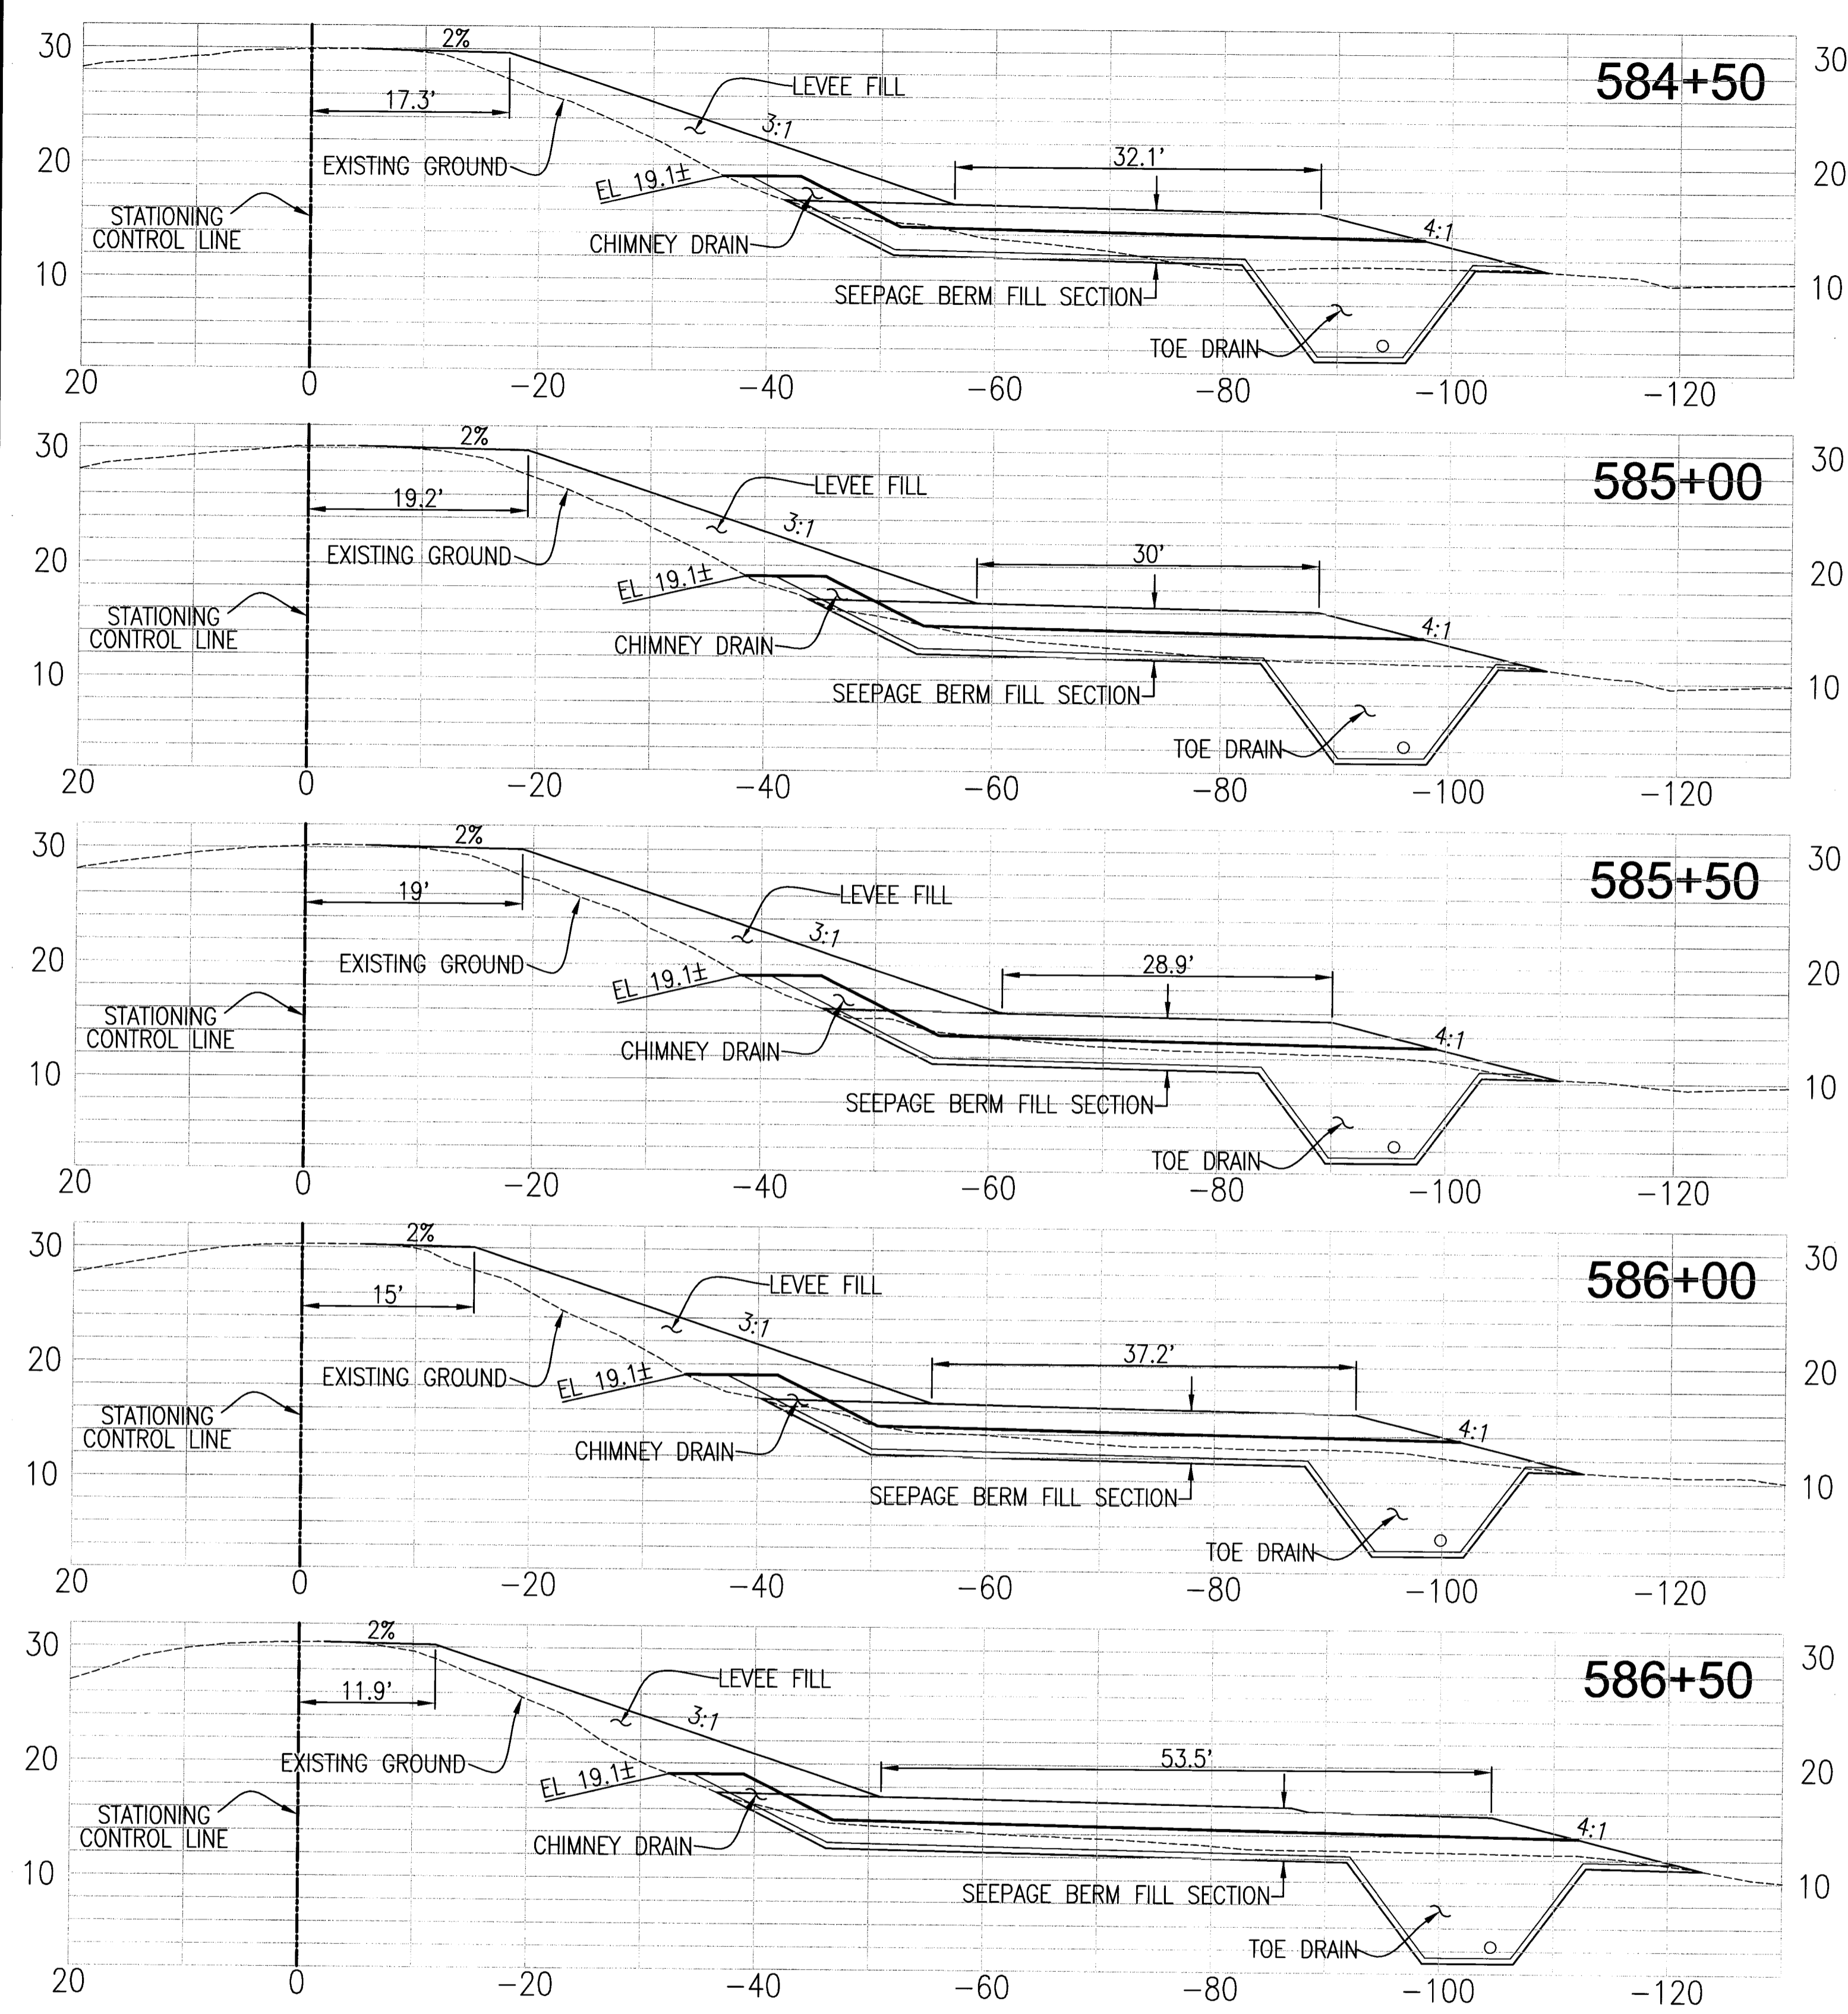 584+50
30
30
2%
17.3'
LEVEE FILL
3:1
20
20
EXISTING GROUND
EL 19.1±
32.1'
STATIONING
CONTROL LINE
CHIMNEY DRAIN
4:1
10
10
SEEPAGE BERM FILL SECTION
TOE DRAIN
20 0 -20 -40 -60 -80 -100 -120
585+00
30
30
2%
19.2'
LEVEE FILL
3:1
20
20
EXISTING GROUND
EL 19.1±
30'
STATIONING
CONTROL LINE
CHIMNEY DRAIN
4:1
10
10
SEEPAGE BERM FILL SECTION
TOE DRAIN
20 0 -20 -40 -60 -80 -100 -120
585+50
30
30
2%
19'
LEVEE FILL
3:1
20
20
EXISTING GROUND
EL 19.1±
28.9'
STATIONING
CONTROL LINE
CHIMNEY DRAIN
4:1
10
10
SEEPAGE BERM FILL SECTION
TOE DRAIN
20 0 -20 -40 -60 -80 -100 -120
586+00
30
30
2%
15'
LEVEE FILL
3:1
20
20
EXISTING GROUND
EL 19.1±
37.2'
STATIONING
CONTROL LINE
CHIMNEY DRAIN
4:1
10
10
SEEPAGE BERM FILL SECTION
TOE DRAIN
20 0 -20 -40 -60 -80 -100 -120
586+50
30
30
2%
11.9'
LEVEE FILL
3:1
20
20
EXISTING GROUND
EL 19.1±
53.5'
STATIONING
CONTROL LINE
CHIMNEY DRAIN
4:1
10
10
SEEPAGE BERM FILL SECTION
TOE DRAIN
20 0 -20 -40 -60 -80 -100 -120